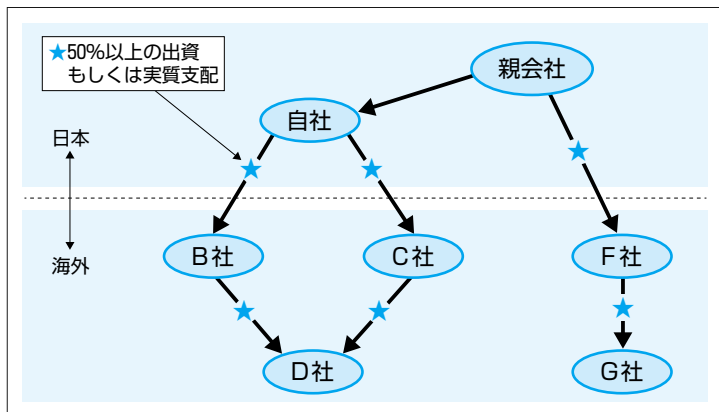 ★50%以上の出資
もしくは実質支配
親会社
自社
日本
海外
B社
C社
F社
D社
G社